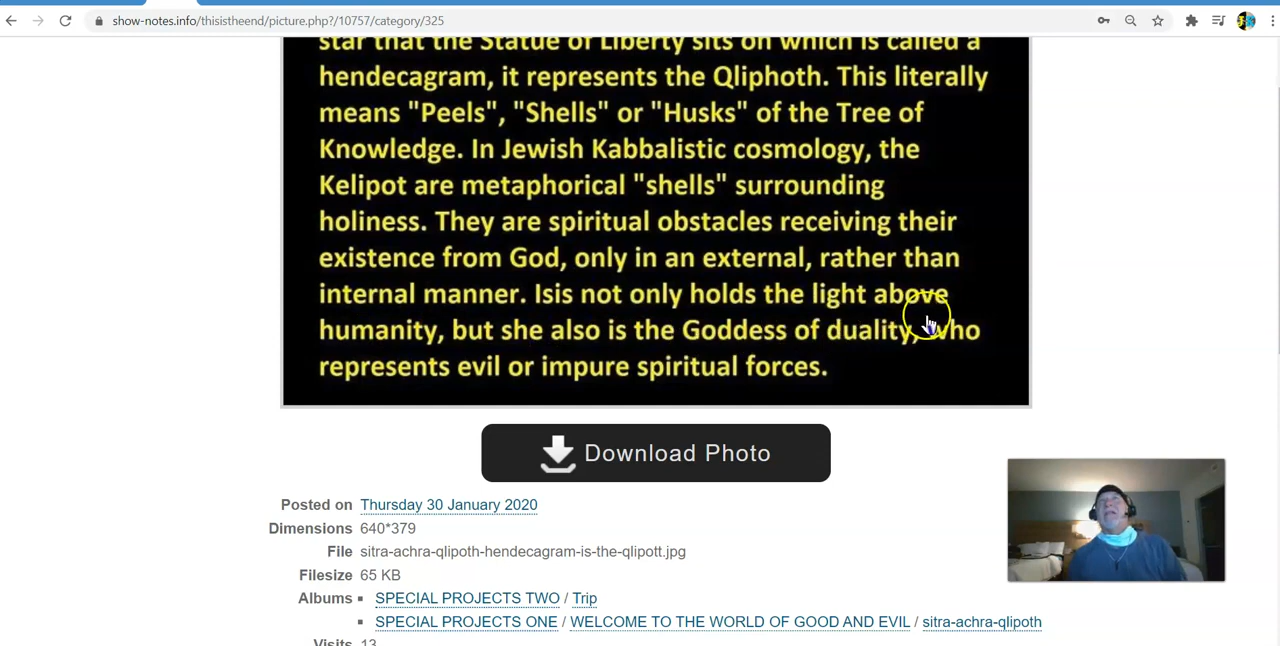 show-notes.info/thisistheend/picture.php?/10757/category/325
star that the Statue of Liberty sits on which is called a
hendecagram, it represents the Qliphoth. This literally
means "Peels", "Shells" or "Husks" of the Tree of
Knowledge. In Jewish Kabbalistic cosmology, the
Kelipot are metaphorical "shells" surrounding
holiness. They are spiritual obstacles receiving their
existence from God, only in an external, rather than
internal manner. Isis not only holds the light above
humanity, but she also is the Goddess of duality, who
represents evil or impure spiritual forces.
Download Photo
Posted on Thursday 30 January 2020
Dimensions 640*379
File sitra-achra-qlipoth-hendecagram-is-the-qlipott.jpg
Filesize 65 KB
Albums ▪ SPECIAL PROJECTS TWO / Trip
▪ SPECIAL PROJECTS ONE / WELCOME TO THE WORLD OF GOOD AND EVIL / sitra-achra-qlipoth
Visits 13